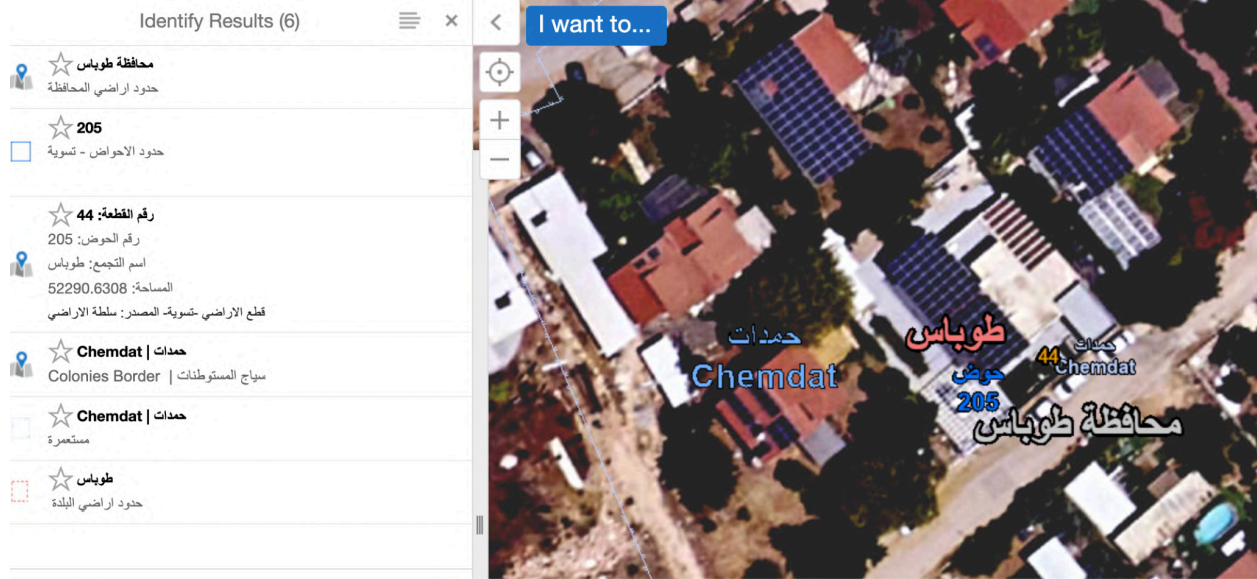 Identify Results (6)
محافظة طوباس
حدود اراضي المحافظة
205
حدود الاحواض - تسوية
رقم القطعة: 44
رقم الحوض: 205
اسم التجمع: طوباس
المساحة: 52290.6308
قطع الاراضي -تسوية- المصدر: سلطة الاراضي
Chemdat | حمدات
Colonies Border | سياج المستوطنات
Chemdat | حمدات
مستعمرة
طوباس
حدود اراضي البلدة
I want to...
حمدات
Chemdat
طوباس
44
حمدات
Chemdat
حوض
205
محافظة طوباس